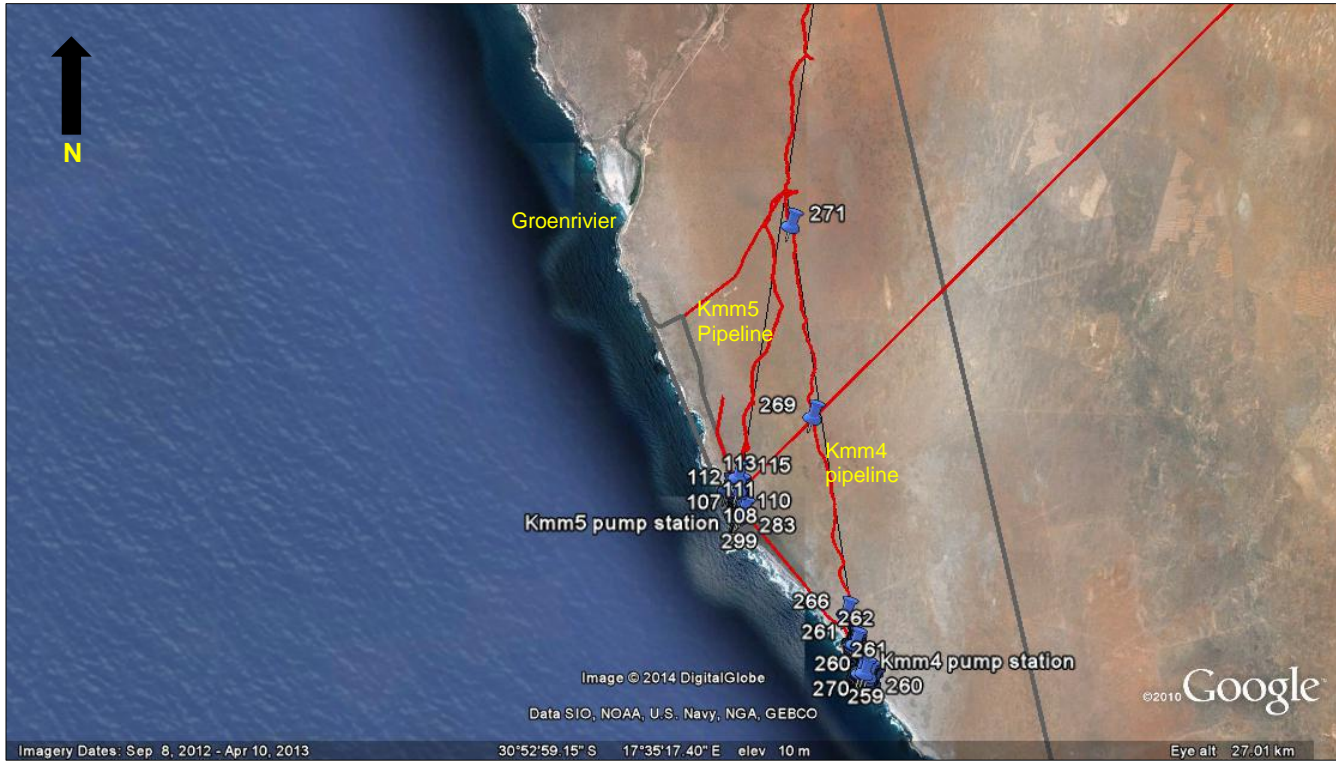 N
Groenrivier
271
Kmm5
Pipeline
269
Kmm4
pipeline
113 115
112
111
107 110
108
Kmm5 pump station 283
299
266
262
261
261
260 Kmm4 pump station
270 259 260
Image © 2014 DigitalGlobe
Data SIO, NOAA, U.S. Navy, NGA, GEBCO
©2010 Google
Imagery Dates: Sep 8, 2012 - Apr 10, 2013 30°52'59.15" S 17°35'17.40" E elev 10 m Eye alt 27.01 km